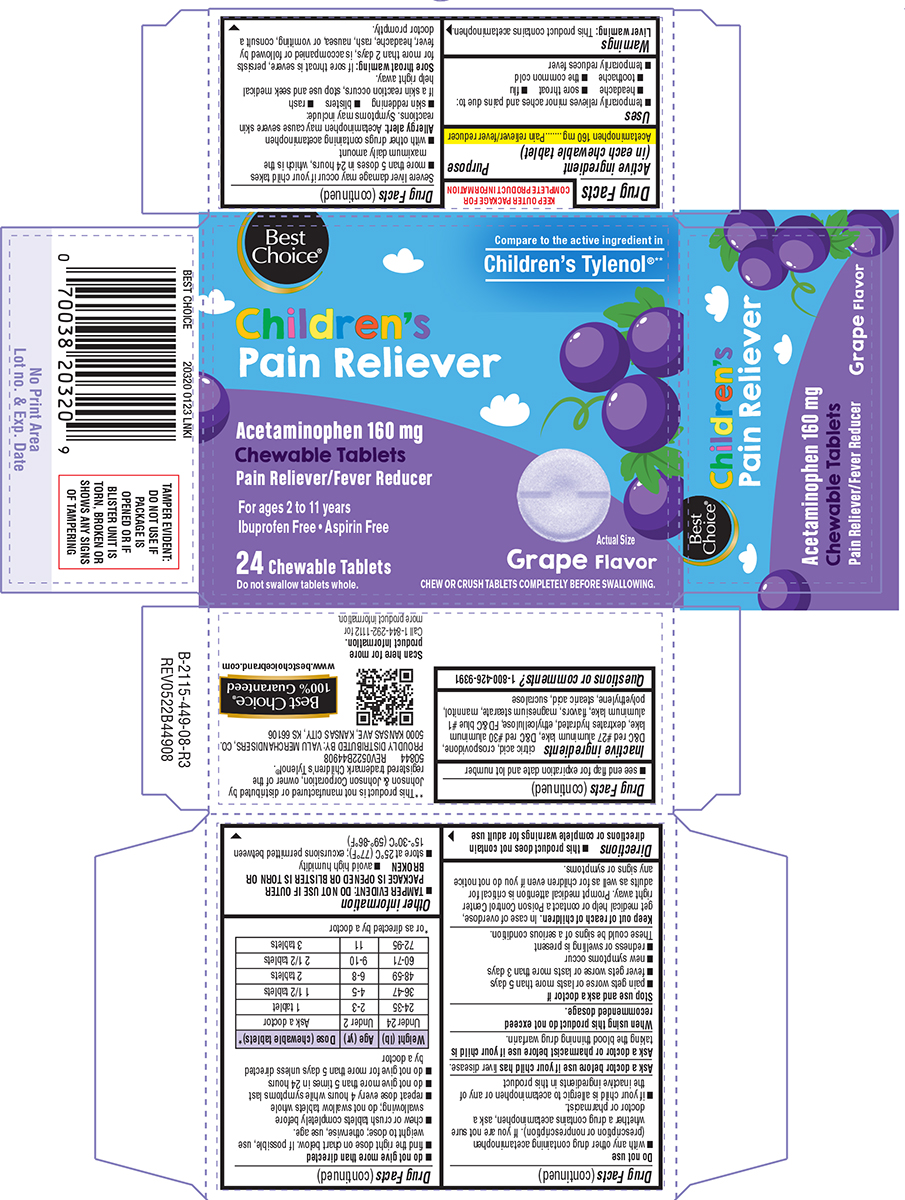 Drug Facts
Active ingredient
(in each chewable tablet) Purpose
Acetaminophen 160 mg.......Pain reliever/fever reducer
Uses
■ temporarily relieves minor aches and pains due to:
■ headache ■ sore throat ■ flu
■ toothache ■ the common cold
■ temporarily reduces fever
Warnings
Liver warning: This product contains acetaminophen.
KEEP OUTER PACKAGE FOR
COMPLETE PRODUCT INFORMATION
Drug Facts (continued)
Severe liver damage may occur if your child takes
■ more than 5 doses in 24 hours, which is the
maximum daily amount
■ with other drugs containing acetaminophen
Allergy alert: Acetaminophen may cause severe skin
reactions. Symptoms may include:
■ skin reddening ■ blisters ■ rash
If a skin reaction occurs, stop use and seek medical
help right away.
Sore throat warning: If sore throat is severe, persists
for more than 2 days, is accompanied or followed by
fever, headache, rash, nausea, or vomiting, consult a
doctor promptly.
Best
Choice®
Compare to the active ingredient in
Children's Tylenol®**
Children's
Pain Reliever
Acetaminophen 160 mg
Chewable Tablets
Pain Reliever/Fever Reducer
For ages 2 to 11 years
Ibuprofen Free • Aspirin Free
24 Chewable Tablets
Do not swallow tablets whole.
Actual Size
Grape Flavor
CHEW OR CRUSH TABLETS COMPLETELY BEFORE SWALLOWING.
Best
Choice®
Children's
Pain Reliever
Acetaminophen 160 mg
Chewable Tablets
Pain Reliever/Fever Reducer
Grape Flavor
BEST CHOICE 20320 0123 LNKI
0 70038 20320 9
TAMPER EVIDENT:
DO NOT USE IF
PACKAGE IS
OPENED OR IF
BLISTER UNIT IS
TORN, BROKEN OR
SHOWS ANY SIGNS
OF TAMPERING
No Print Area
Lot no. & Exp. Date
B-2115-449-08-R3
REV0522B44908
Drug Facts (continued)
■ see end flap for expiration date and lot number
Inactive ingredients citric acid, crospovidone,
D&C red #27 aluminum lake, D&C red #30 aluminum
lake, dextrates hydrated, ethylcellulose, FD&C blue #1
aluminum lake, flavors, magnesium stearate, mannitol,
polyethylene, stearic acid, sucralose
Questions or comments? 1-800-426-9391
**This product is not manufactured or distributed by
Johnson & Johnson Corporation, owner of the
registered trademark Children's Tylenol®.
50844 REV0522B44908
PROUDLY DISTRIBUTED BY: VALU MERCHANDISERS, CO.
5000 KANSAS AVE, KANSAS CITY, KS 66106
Best Choice®
100% Guaranteed
www.bestchoicebrand.com
Scan here for more
product information.
Call 1-844-292-1112 for
more product information.
Drug Facts (continued)
Do not use
■ with any other drug containing acetaminophen
(prescription or nonprescription). If you are not sure
whether a drug contains acetaminophen, ask a
doctor or pharmacist.
■ if your child is allergic to acetaminophen or any of
the inactive ingredients in this product
Ask a doctor before use if your child has liver disease.
Ask a doctor or pharmacist before use if your child is
taking the blood thinning drug warfarin.
When using this product do not exceed
recommended dosage.
Stop use and ask a doctor if
■ pain gets worse or lasts more than 5 days
■ fever gets worse or lasts more than 3 days
■ new symptoms occur
■ redness or swelling is present
These could be signs of a serious condition.
Keep out of reach of children. In case of overdose,
get medical help or contact a Poison Control Center
right away. Prompt medical attention is critical for
adults as well as for children even if you do not notice
any signs or symptoms.
Directions ■ this product does not contain
directions or complete warnings for adult use
Drug Facts (continued)
■ do not give more than directed
■ find the right dose on chart below. If possible, use
weight to dose; otherwise, use age.
■ chew or crush tablets completely before
swallowing; do not swallow tablets whole
■ repeat dose every 4 hours while symptoms last
■ do not give more than 5 times in 24 hours
■ do not give for more than 5 days unless directed
by a doctor
Weight (lb) Age (yr) Dose (chewable tablets)*
Under 24 Under 2 Ask a doctor
24-35 2-3 1 tablet
36-47 4-5 1 1/2 tablets
48-59 6-8 2 tablets
60-71 9-10 2 1/2 tablets
72-95 11 3 tablets
*or as directed by a doctor
Other information
■ TAMPER EVIDENT: DO NOT USE IF OUTER
PACKAGE IS OPENED OR BLISTER IS TORN OR
BROKEN ■ avoid high humidity
■ store at 25°C (77°F); excursions permitted between
15°-30°C (59°-86°F)